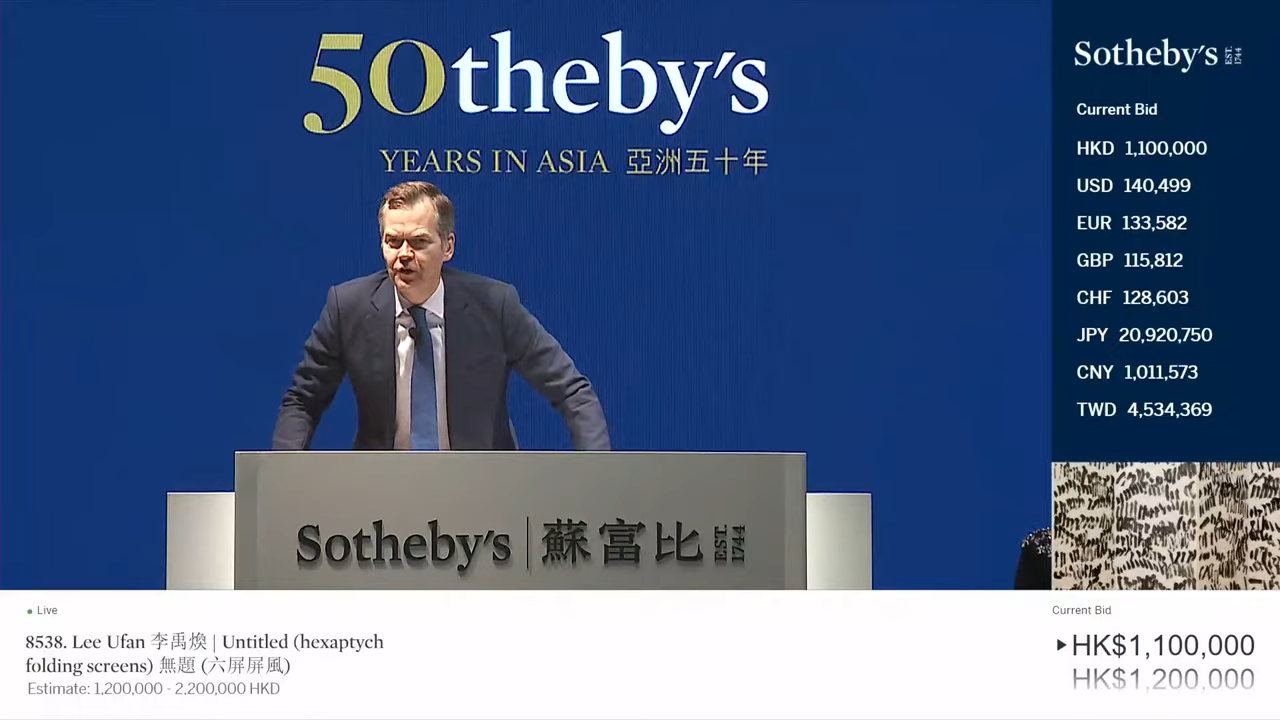 50theby's
YEARS IN ASIA 亞洲五十年
Sotheby's | 蘇富比 EST. 1744
Sotheby's EST. 1744
Current Bid
HKD 1,100,000
USD 140,499
EUR 133,582
GBP 115,812
CHF 128,603
JPY 20,920,750
CNY 1,011,573
TWD 4,534,369
Live
8538. Lee Ufan 李禹煥 | Untitled (hexaptych
folding screens) 無題 (六屏屏風)
Estimate: 1,200,000 - 2,200,000 HKD
Current Bid
HK$1,100,000
HK$1,200,000